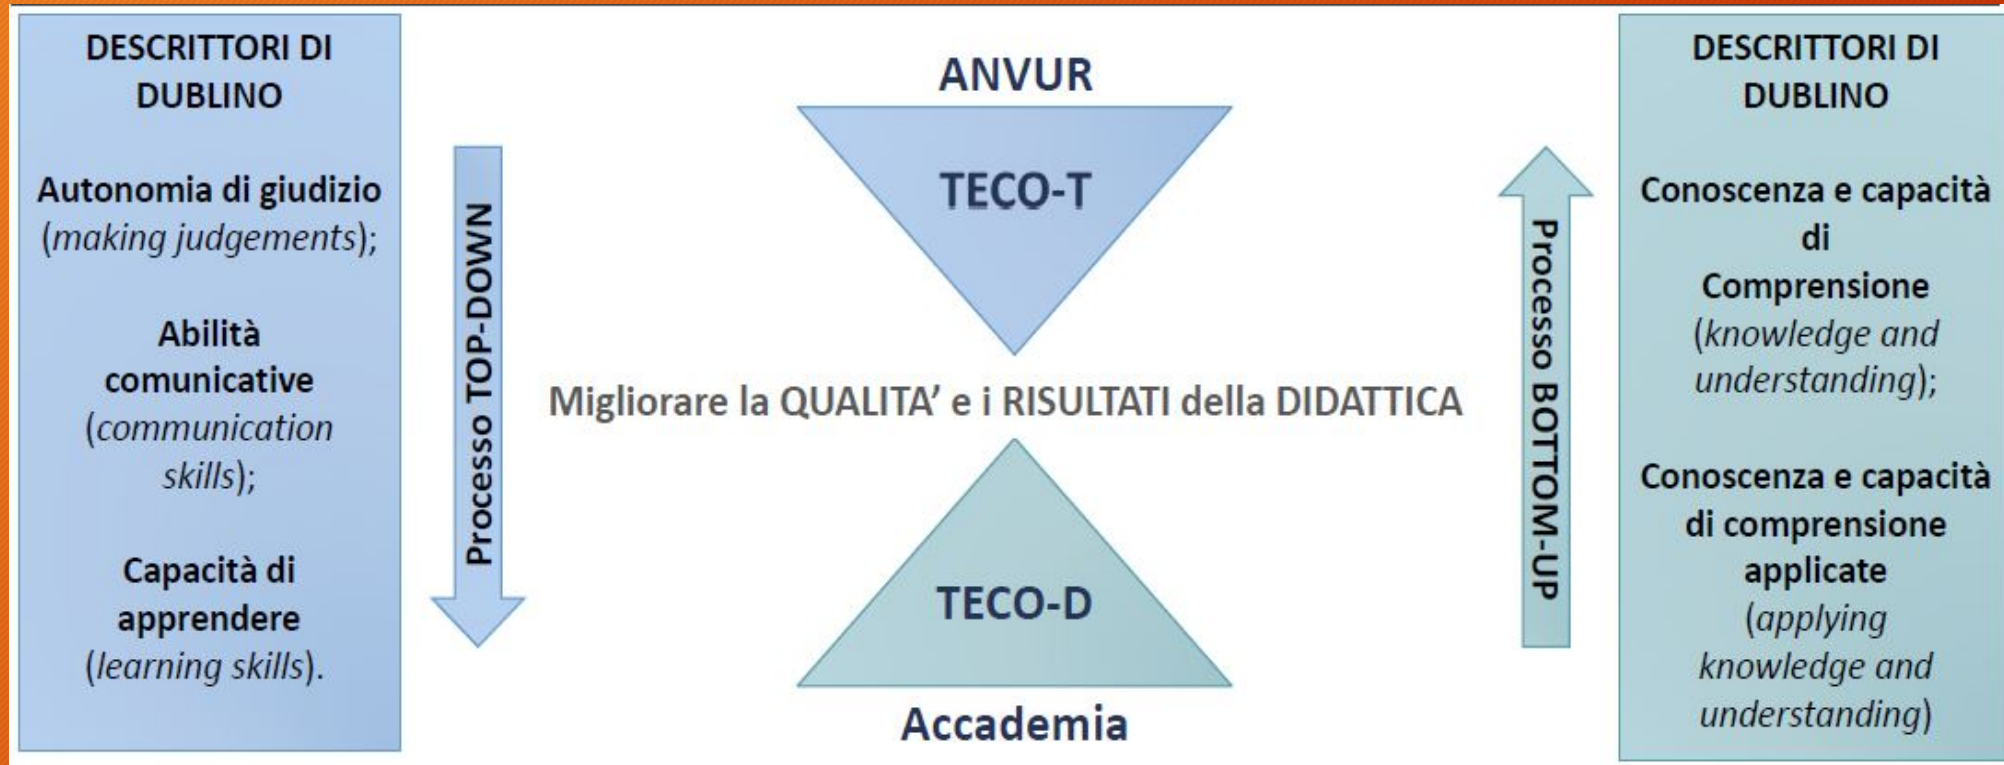 DESCRITTORI DI
DUBLINO
Autonomia di giudizio
(making judgements);
Abilità
comunicative
(communication
skills);
Capacità di
apprendere
(learning skills).
Processo TOP-DOWN
ANVUR
TECO-T
Migliorare la QUALITA’ e i RISULTATI della DIDATTICA
TECO-D
Accademia
Processo BOTTOM-UP
DESCRITTORI DI
DUBLINO
Conoscenza e capacità
di
Comprensione
(knowledge and
understanding);
Conoscenza e capacità
di comprensione
applicate
(applying
knowledge and
understanding)